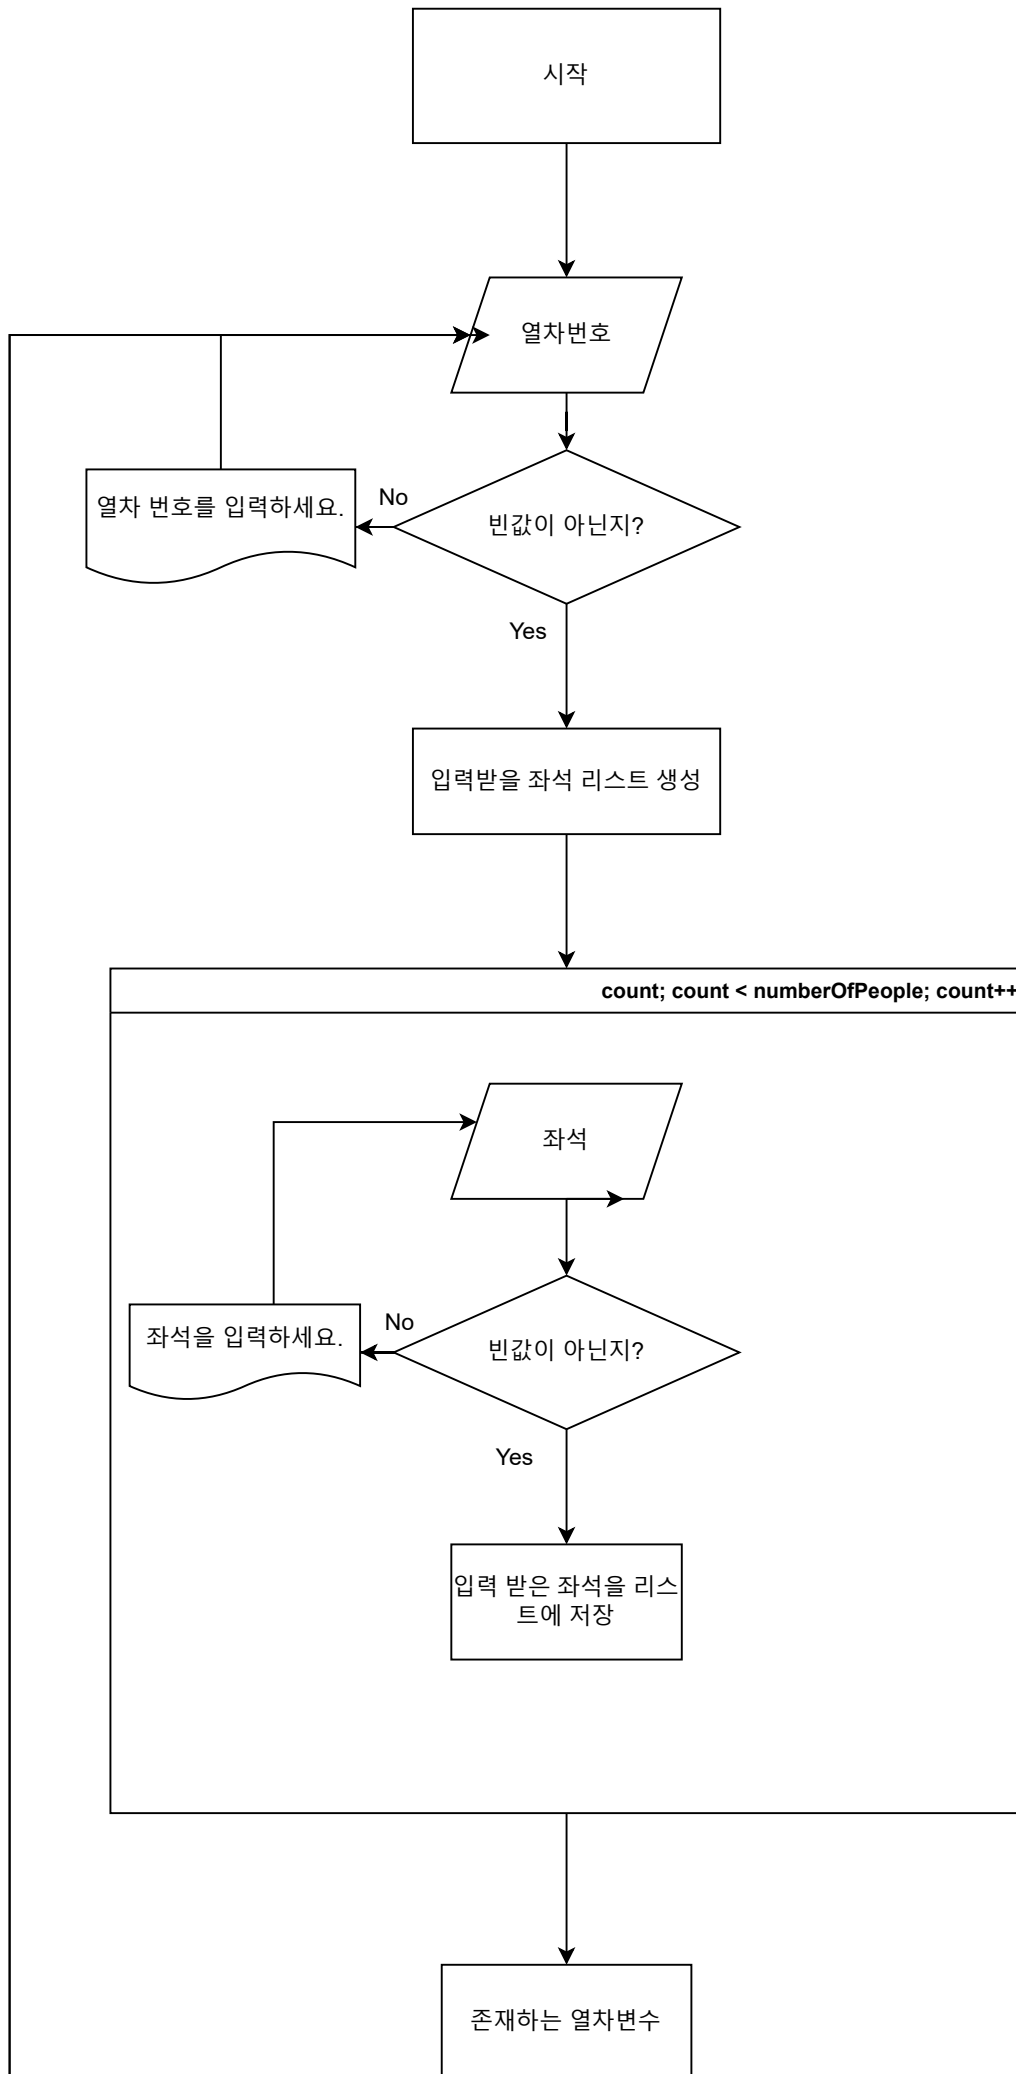 시작
열차번호
No
열차 번호를 입력하세요.
빈값이 아닌지?
Yes
입력받을 좌석 리스트 생성
count; count < numberOfPeople; count++
좌석
No
좌석을 입력하세요.
빈값이 아닌지?
Yes
입력 받은 좌석을 리스
트에 저장
존재하는 열차변수